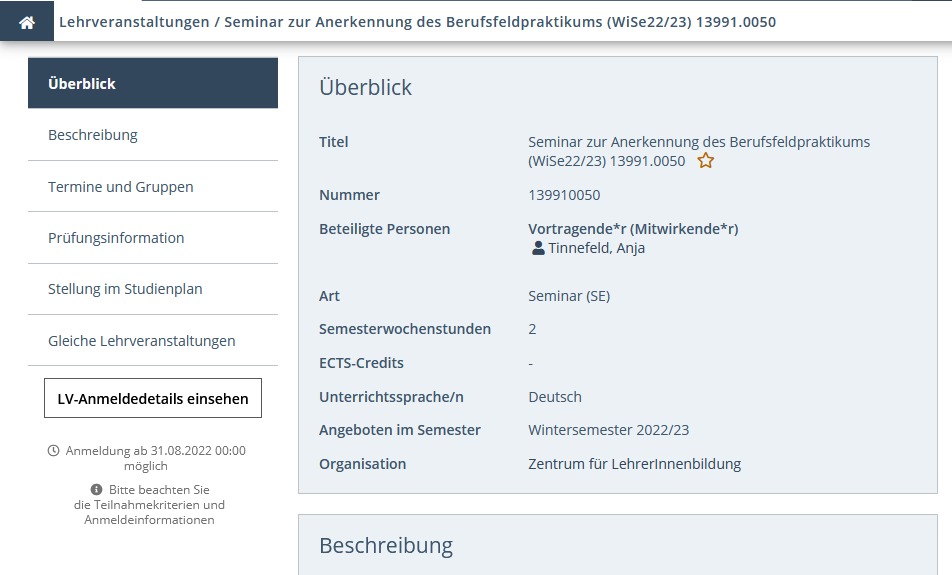 Lehrveranstaltungen / Seminar zur Anerkennung des Berufsfeldpraktikums (WiSe22/23) 13991.0050
Überblick
Beschreibung
Termine und Gruppen
Prüfungsinformation
Stellung im Studienplan
Gleiche Lehrveranstaltungen
LV-Anmeldedetails einsehen
Anmeldung ab 31.08.2022 00:00
möglich
Bitte beachten Sie
die Teilnahmekriterien und
Anmeldeinformationen
Überblick
Titel Seminar zur Anerkennung des Berufsfeldpraktikums
(WiSe22/23) 13991.0050
Nummer 139910050
Beteiligte Personen Vortragende*r (Mitwirkende*r)
Tinnefeld, Anja
Art Seminar (SE)
Semesterwochenstunden 2
ECTS-Credits -
Unterrichtssprache/n Deutsch
Angeboten im Semester Wintersemester 2022/23
Organisation Zentrum für LehrerInnenbildung
Beschreibung